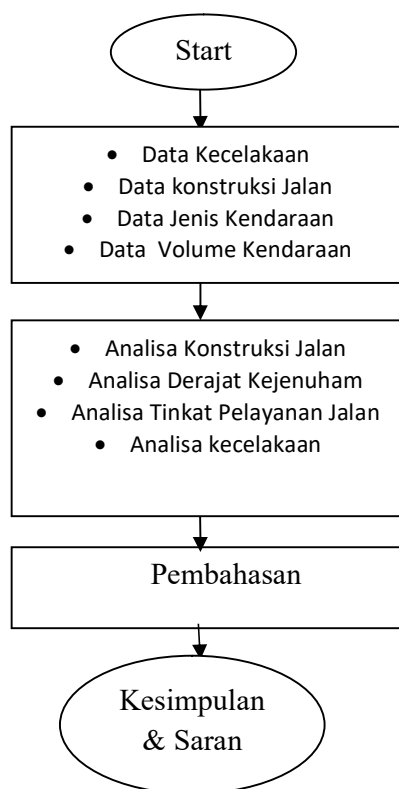 Start
• Data Kecelakaan
• Data konstruksi Jalan
• Data Jenis Kendaraan
• Data Volume Kendaraan
• Analisa Konstruksi Jalan
• Analisa Derajat Kejenuham
• Analisa Tinkat Pelayanan Jalan
• Analisa kecelakaan
Pembahasan
Kesimpulan
& Saran